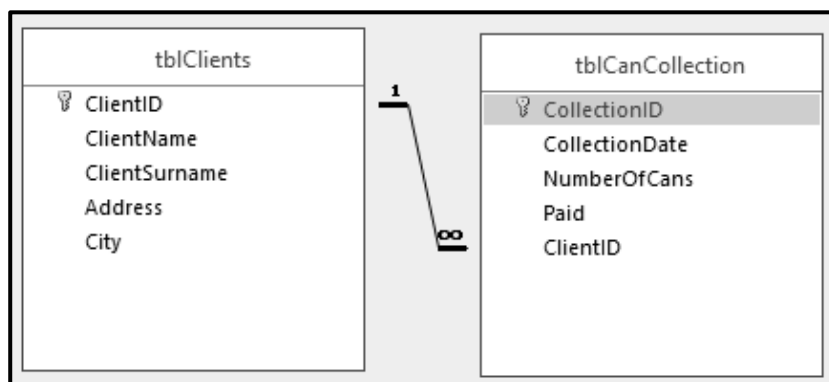 tblClients
ClientID
ClientName
ClientSurname
Address
City
1
∞
tblCanCollection
CollectionID
CollectionDate
NumberOfCans
Paid
ClientID